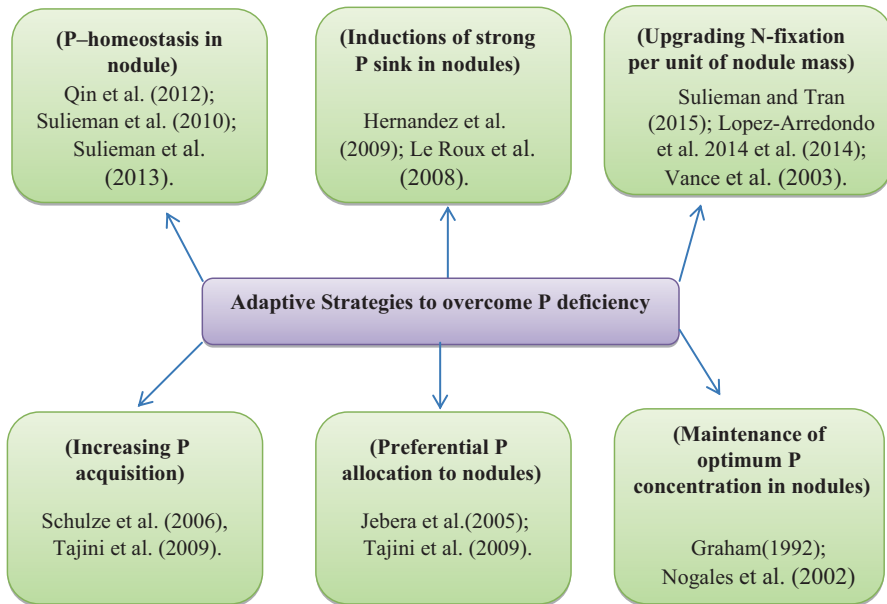 (P–homeostasis in
nodule)
Qin et al. (2012);
Sulieman et al. (2010);
Sulieman et al.
(2013).
(Inductions of strong
P sink in nodules)
Hernandez et al.
(2009); Le Roux et al.
(2008).
(Upgrading N-fixation
per unit of nodule mass)
Sulieman and Tran
(2015); Lopez-Arredondo
et al. 2014 et al. (2014);
Vance et al. (2003).
Adaptive Strategies to overcome P deficiency
(Increasing P
acquisition)
Schulze et al. (2006),
Tajini et al. (2009).
(Preferential P
allocation to nodules)
Jebera et al.(2005);
Tajini et al. (2009).
(Maintenance of
optimum P
concentration in nodules)
Graham(1992);
Nogales et al. (2002)